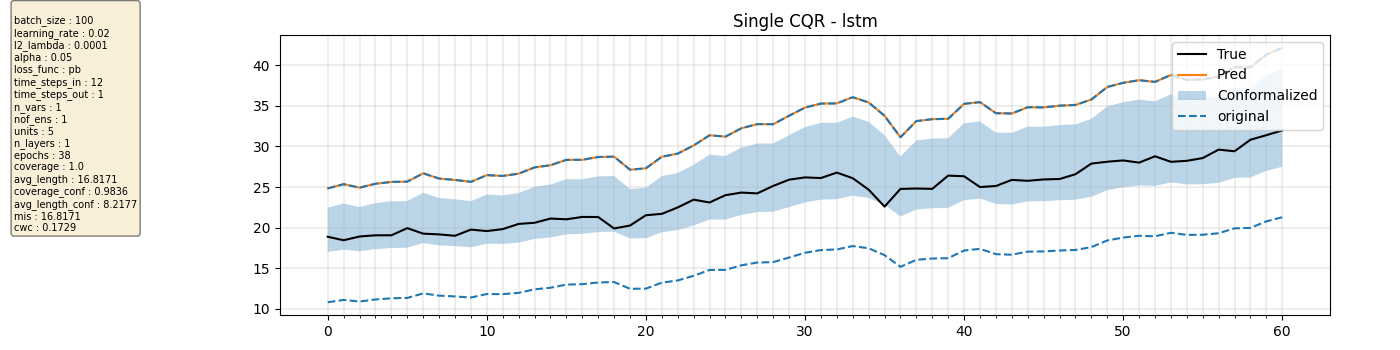 batch_size : 100
learning_rate : 0.02
l2_lambda : 0.0001
alpha : 0.05
loss_func : pb
time_steps_in : 12
time_steps_out : 1
n_vars : 1
nof_ens : 1
units : 5
n_layers : 1
epochs : 38
coverage : 1.0
avg_length : 16.8171
coverage_conf : 0.9836
avg_length_conf : 8.2177
mis : 16.8171
cwc : 0.1729
Single CQR - lstm
True
Pred
Conformalized
original
40
35
30
25
20
15
10
0 10 20 30 40 50 60